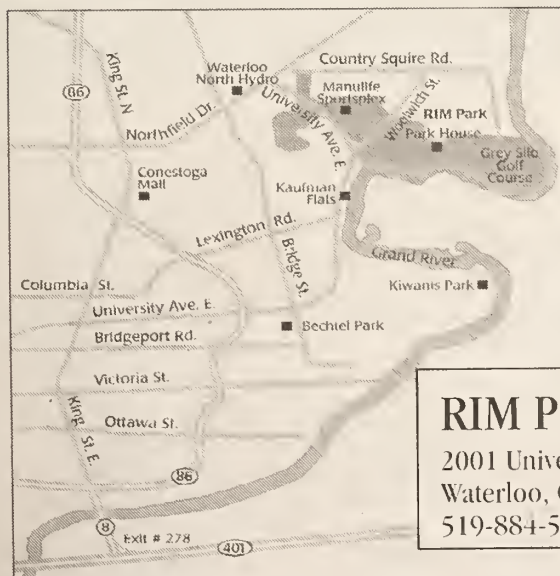 Country Squire Rd.
Waterloo
North Hydro
King St. N
86
University Ave. E.
Manulife
Sportsplex
Woolwich St.
RIM Park
Park House
Northfield Dr.
Grey Silo
Golf
Course
Conestoga
Mall
Kaufman
Flats
Lexington Rd.
Bridge St.
Grand River
Kiwanis Park
Columbia St.
University Ave. E.
Bechtel Park
Bridgeport Rd.
Victoria St.
King St. E.
Ottawa St.
86
8
Exit # 278
401
RIM P
2001 Unive
Waterloo,
519-884-5